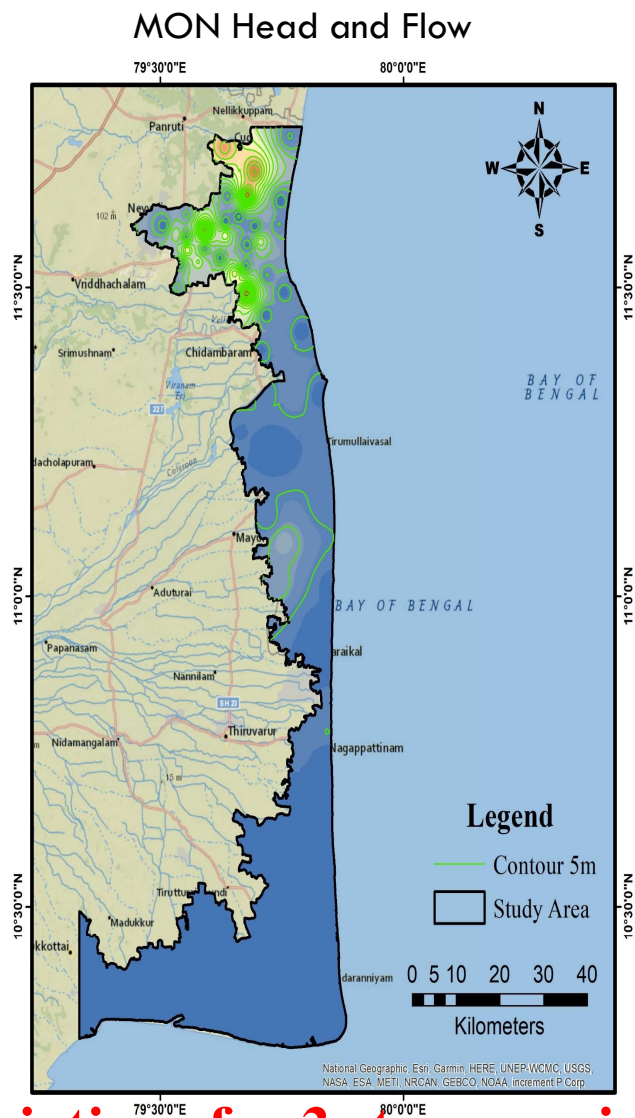 MON Head and Flow
79°30'0"E 80°00'0"E
Nellikkuppam
Panruti
Cud
N
W E
S
Ney
102 m
11°30'0"N 11°30'0"N
Vriddhachalam
Srimushnam
Chidambaram
Viranam
Eri
BAY OF
BENGAL
227
Tirumullaivasal
dacholapuram
Coleroon
Mayu
11°0'0"N 11°0'0"N
Aduturai
BAY OF BENGAL
Papanasam
araikal
Nannilam
SH 23
Thiruvarur
Nidamangalam
Nagappattinam
m
15 m
Legend
Contour 5m
Study Area
10°30'0"N 10°30'0"N
Madukkur
kkottai
daranniyam
0 5 10 20 30 40
Kilometers
National Geographic, Esri, Garmin, HERE, UNEP-WCMC, USGS,
NASA, ESA, METI, NRCAN, GEBCO, NOAA, increment P Corp.
79°30'0"E 80°00'0"E